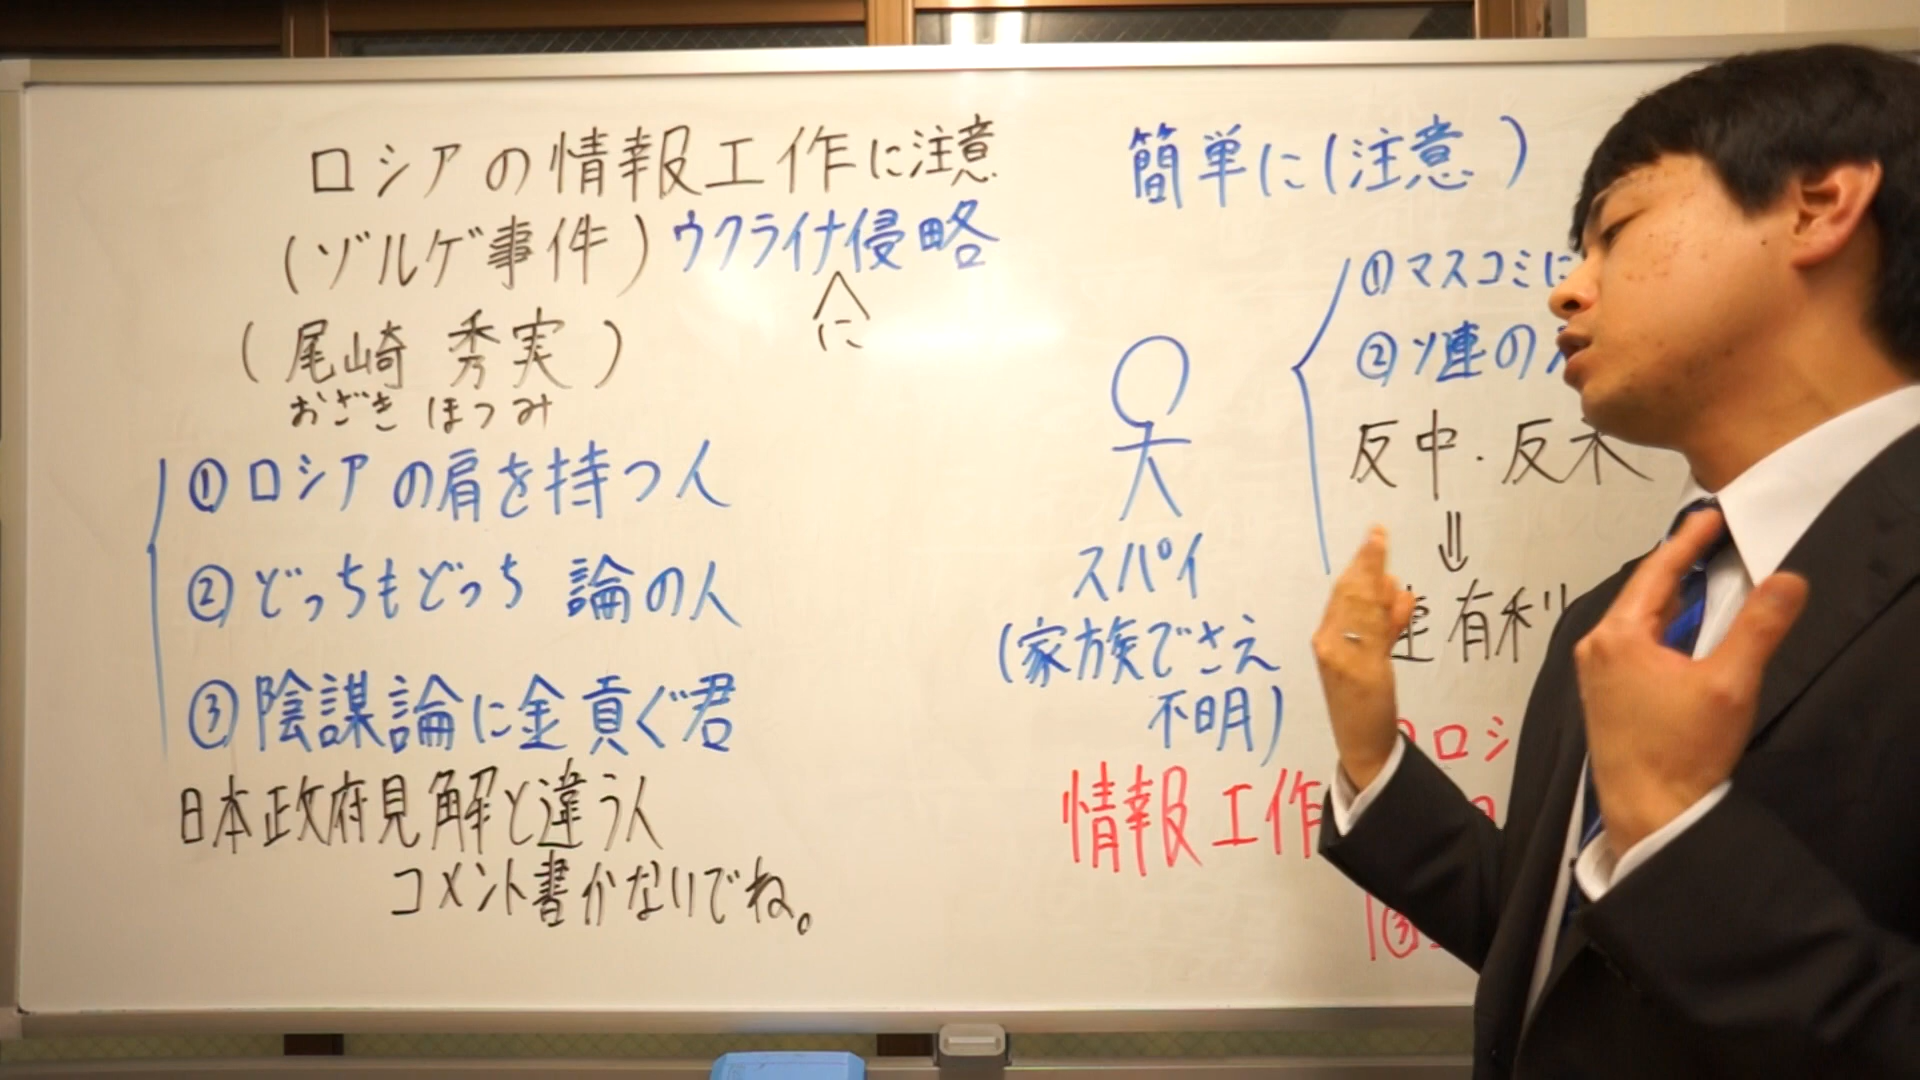 ロシアの情報工作に注意
(ゾルゲ事件)ウクライナ侵略
に
(尾崎 秀実)
おざき ほつみ
①ロシアの肩を持つ人
②どっちもどっち 論の人
③陰謀論に金貢ぐ君
日本政府見解と違う人
コメント書かないでね。
簡単に(注意)
①マスコミに
②ソ連の
反中・反米
⇓
連有利
スパイ
(家族でさえ
不明)
情報工作
ロシ
③